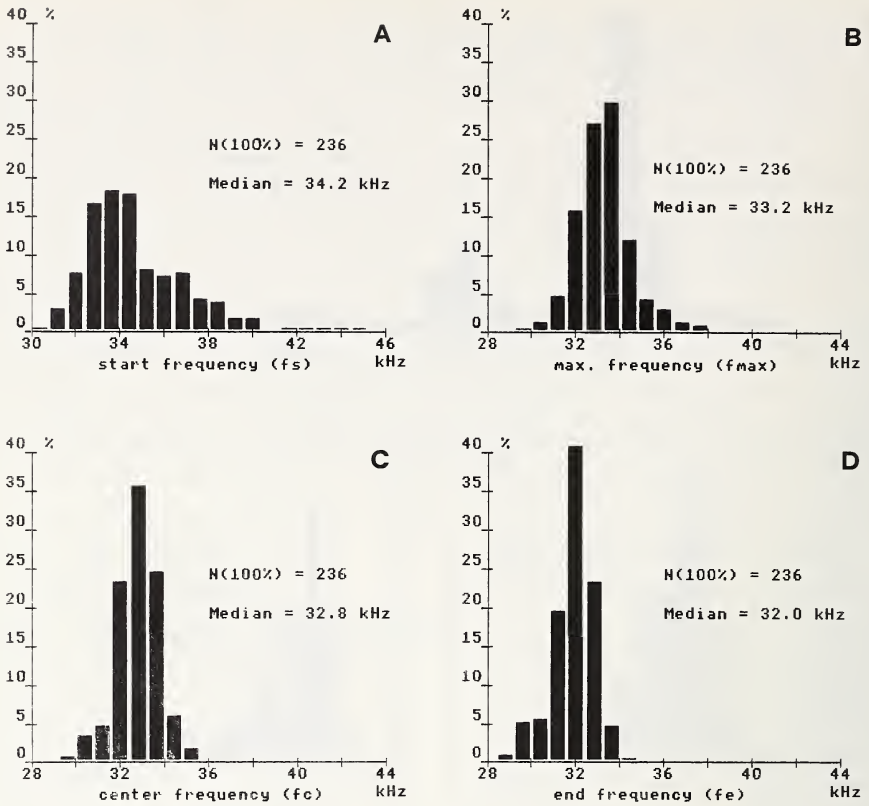 A
40 %
35
30
25
20
15
10
5
0
N(100%) = 236
Median = 34.2 kHz
30 34 38 42 46
kHz
start frequency (fs)
B
40 %
35
30
25
20
15
10
5
0
N(100%) = 236
Median = 33.2 kHz
28 32 36 40 44
kHz
max. frequency (fmax)
C
40 %
35
30
25
20
15
10
5
0
N(100%) = 236
Median = 32.8 kHz
28 32 36 40 44
kHz
center frequency (fc)
D
40 %
35
30
25
20
15
10
5
0
N(100%) = 236
Median = 32.0 kHz
28 32 36 40 44
kHz
end frequency (fe)